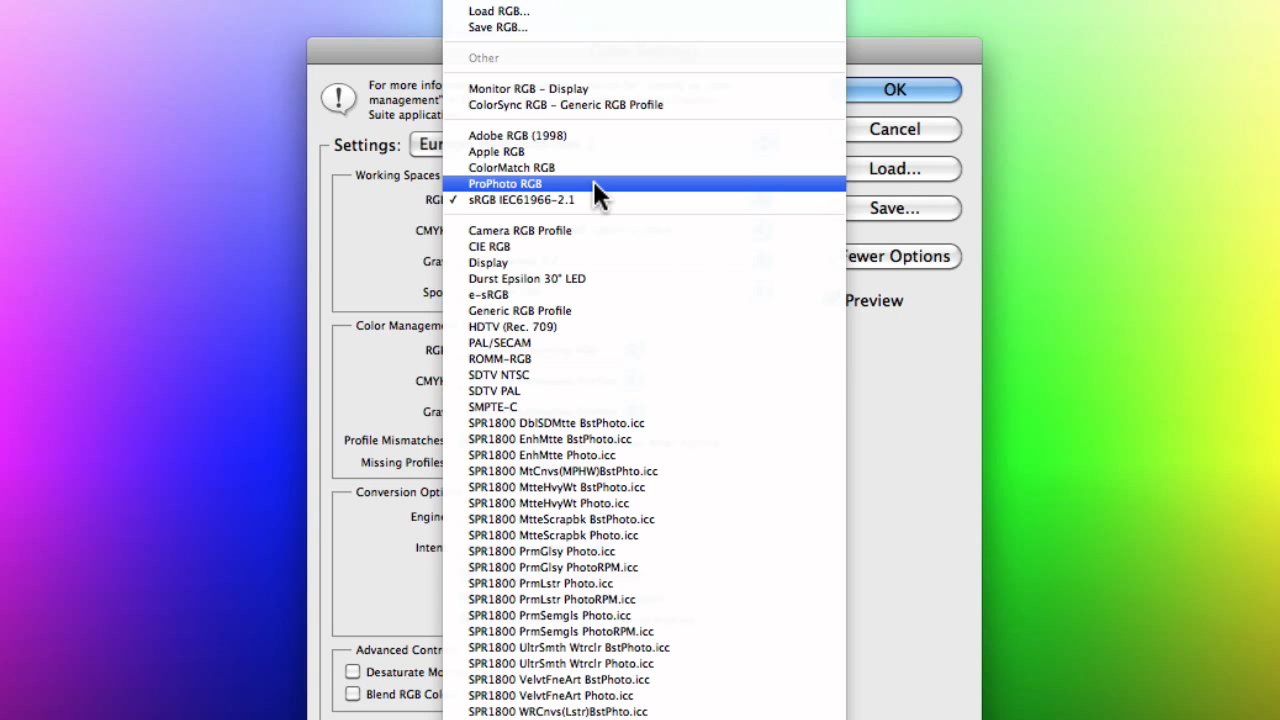 Load RGB...
Save RGB...
Other
Monitor RGB - Display
ColorSync RGB - Generic RGB Profile
Adobe RGB (1998)
Apple RGB
ColorMatch RGB
ProPhoto RGB
✓ sRGB IEC61966-2.1
Camera RGB Profile
CIE RGB
Display
Durst Epsilon 30" LED
e-sRGB
Generic RGB Profile
HDTV (Rec. 709)
PAL/SECAM
ROMM-RGB
SDTV NTSC
SDTV PAL
SMPTE-C
SPR1800 DblSDMtte BstPhoto.icc
SPR1800 EnhMtte BstPhoto.icc
SPR1800 EnhMtte Photo.icc
SPR1800 MtCnvs(MPHW)BstPhto.icc
SPR1800 MtteHvyWt BstPhoto.icc
SPR1800 MtteHvyWt Photo.icc
SPR1800 MtteScrapbk BstPhoto.icc
SPR1800 MtteScrapbk Photo.icc
SPR1800 PrmGlsy Photo.icc
SPR1800 PrmGlsy PhotoRPM.icc
SPR1800 PrmLstr Photo.icc
SPR1800 PrmLstr PhotoRPM.icc
SPR1800 PrmSemgls Photo.icc
SPR1800 PrmSemgls PhotoRPM.icc
SPR1800 UltrSmth Wtrclr BstPhoto.icc
SPR1800 UltrSmth Wtrclr Photo.icc
SPR1800 VelvtFneArt BstPhoto.icc
SPR1800 VelvtFneArt Photo.icc
SPR1800 WRCnvs(Lstr)BstPhto.icc
For more info
management"
Suite applicat
Settings: Eur
Working Spaces
RGI
CMYK
Gra
Spo
Color Manageme
RGI
CMYK
Gra
Profile Mismatches
Missing Profiles
Conversion Opti
Engine
Inten
Advanced Contr
Desaturate Mo
Blend RGB Col
OK
Cancel
Load...
Save...
Fewer Options
Preview